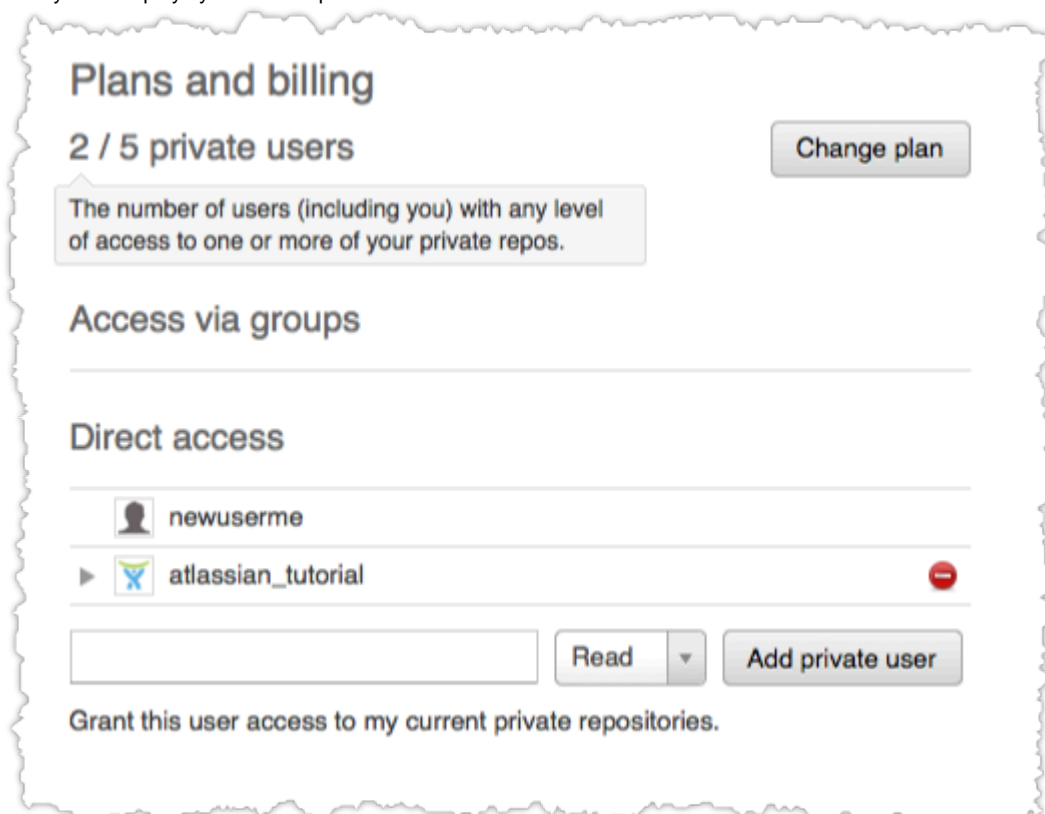 Plans and billing
2 / 5 private users
Change plan
The number of users (including you) with any level
of access to one or more of your private repos.
Access via groups
Direct access
newuserme
atlassian_tutorial
Read
Add private user
Grant this user access to my current private repositories.